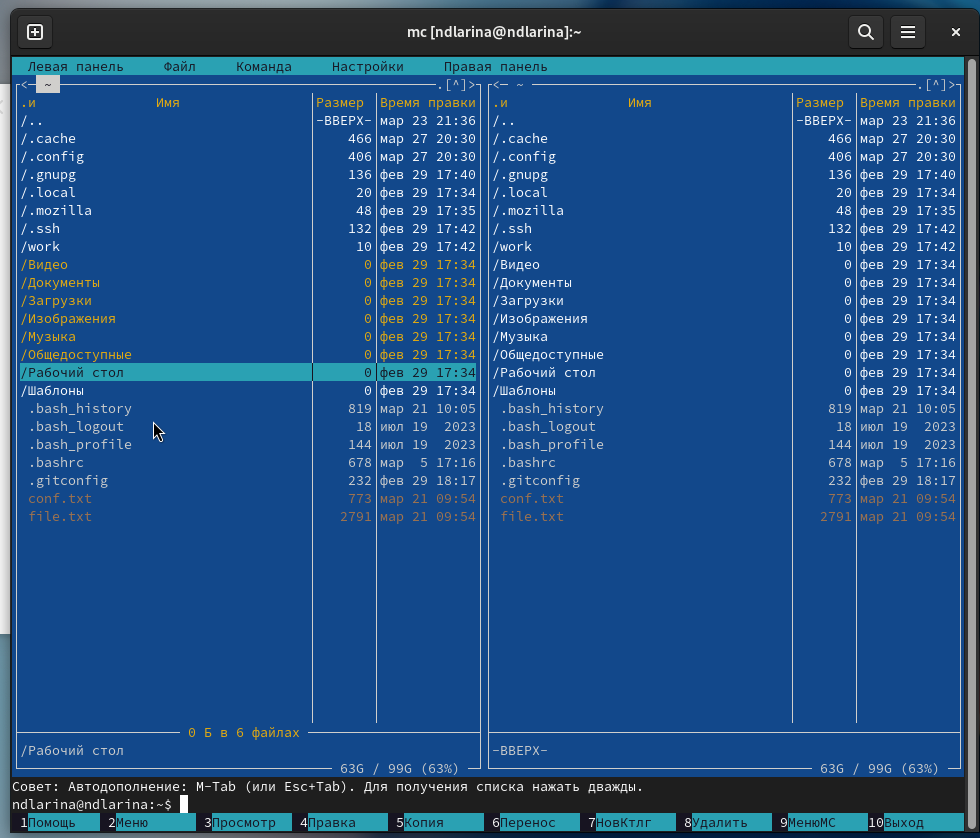 mc [ndlarina@ndlarina]:~
Левая панель Файл Команда Настройки Правая панель
<─ ~ .[^]> <─ ~ .[^]>
.и Имя Размер Время правки .и Имя Размер Время правки
/.. -ВВЕРХ- мар 23 21:36 /.. -ВВЕРХ- мар 23 21:36
/.cache 466 мар 27 20:30 /.cache 466 мар 27 20:30
/.config 406 мар 27 20:30 /.config 406 мар 27 20:30
/.gnupg 136 фев 29 17:40 /.gnupg 136 фев 29 17:40
/.local 20 фев 29 17:34 /.local 20 фев 29 17:34
/.mozilla 48 фев 29 17:35 /.mozilla 48 фев 29 17:35
/.ssh 132 фев 29 17:42 /.ssh 132 фев 29 17:42
/work 10 фев 29 17:42 /work 10 фев 29 17:42
/Видео 0 фев 29 17:34 /Видео 0 фев 29 17:34
/Документы 0 фев 29 17:34 /Документы 0 фев 29 17:34
/Загрузки 0 фев 29 17:34 /Загрузки 0 фев 29 17:34
/Изображения 0 фев 29 17:34 /Изображения 0 фев 29 17:34
/Музыка 0 фев 29 17:34 /Музыка 0 фев 29 17:34
/Общедоступные 0 фев 29 17:34 /Общедоступные 0 фев 29 17:34
/Рабочий стол 0 фев 29 17:34 /Рабочий стол 0 фев 29 17:34
/Шаблоны 0 фев 29 17:34 /Шаблоны 0 фев 29 17:34
.bash_history 819 мар 21 10:05 .bash_history 819 мар 21 10:05
.bash_logout 18 июл 19 2023 .bash_logout 18 июл 19 2023
.bash_profile 144 июл 19 2023 .bash_profile 144 июл 19 2023
.bashrc 678 мар 5 17:16 .bashrc 678 мар 5 17:16
.gitconfig 232 фев 29 18:17 .gitconfig 232 фев 29 18:17
conf.txt 773 мар 21 09:54 conf.txt 773 мар 21 09:54
file.txt 2791 мар 21 09:54 file.txt 2791 мар 21 09:54
0 Б в 6 файлах
/Рабочий стол -ВВЕРХ-
63G / 99G (63%) 63G / 99G (63%)
Совет: Автодополнение: M-Tab (или Esc+Tab). Для получения списка нажать дважды.
ndlarina@ndlarina:~$
1Помощь 2Меню 3Просмотр 4Правка 5Копия 6Перенос 7НовКтлг 8Удалить 9МенюMC 10Выход